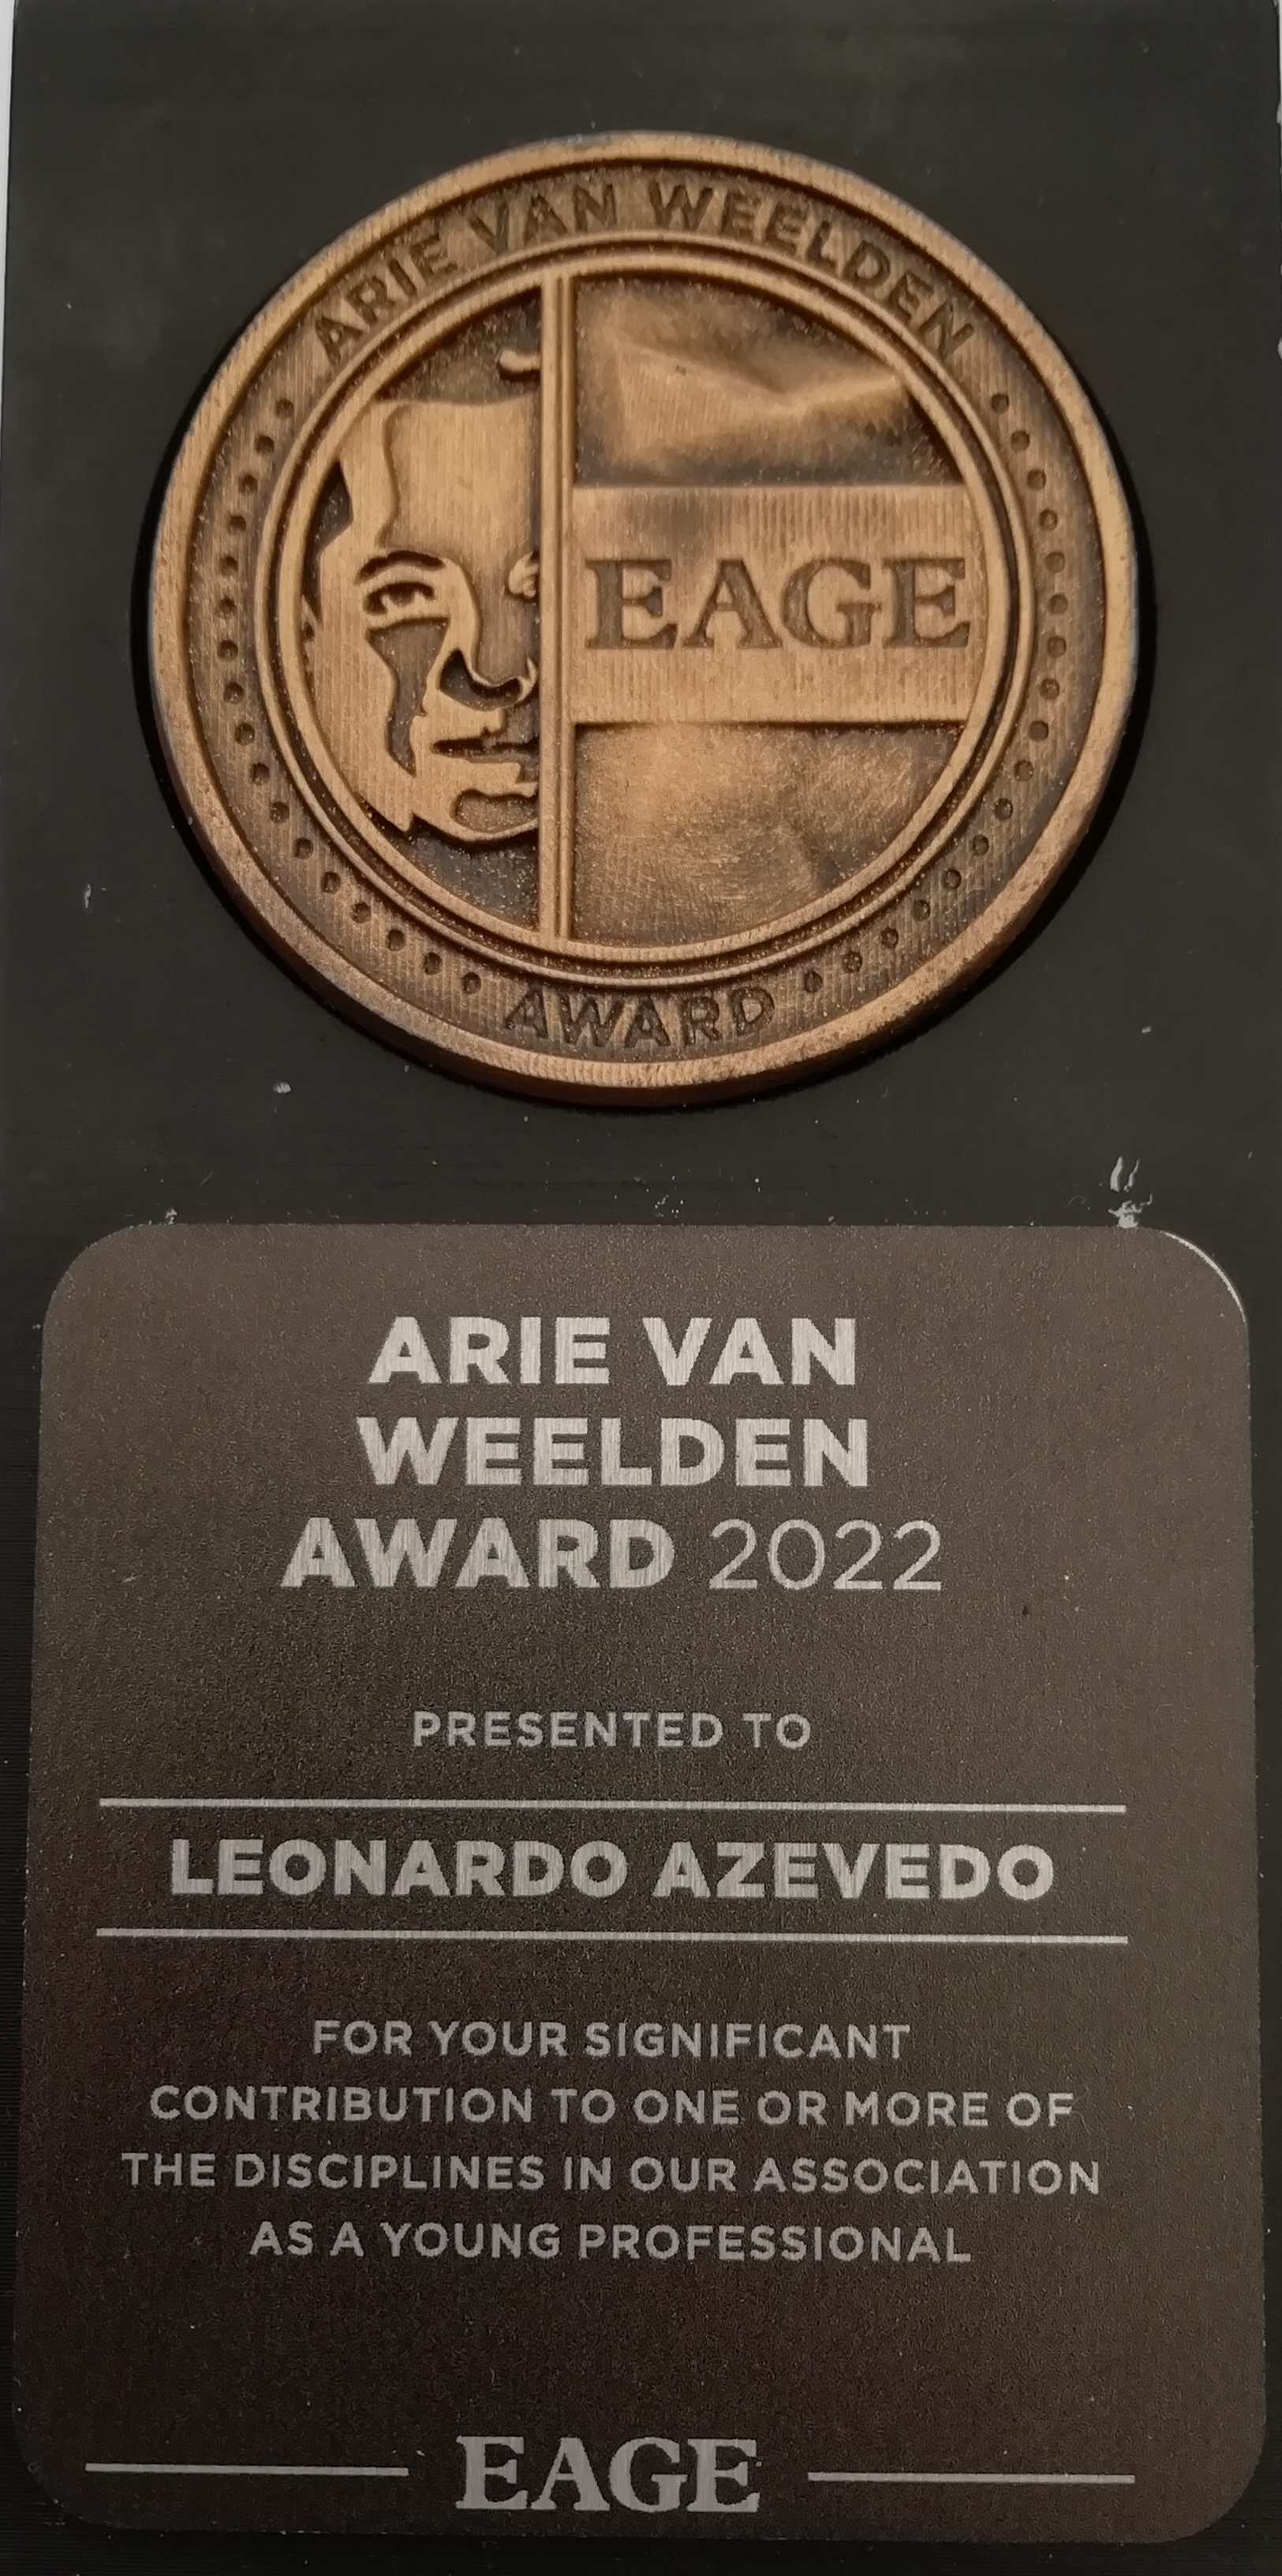 ARIE VAN WEELDEN
EAGE
AWARD
ARIE VAN
WEELDEN
AWARD 2022
PRESENTED TO
LEONARDO AZEVEDO
FOR YOUR SIGNIFICANT
CONTRIBUTION TO ONE OR MORE OF
THE DISCIPLINES IN OUR ASSOCIATION
AS A YOUNG PROFESSIONAL
EAGE